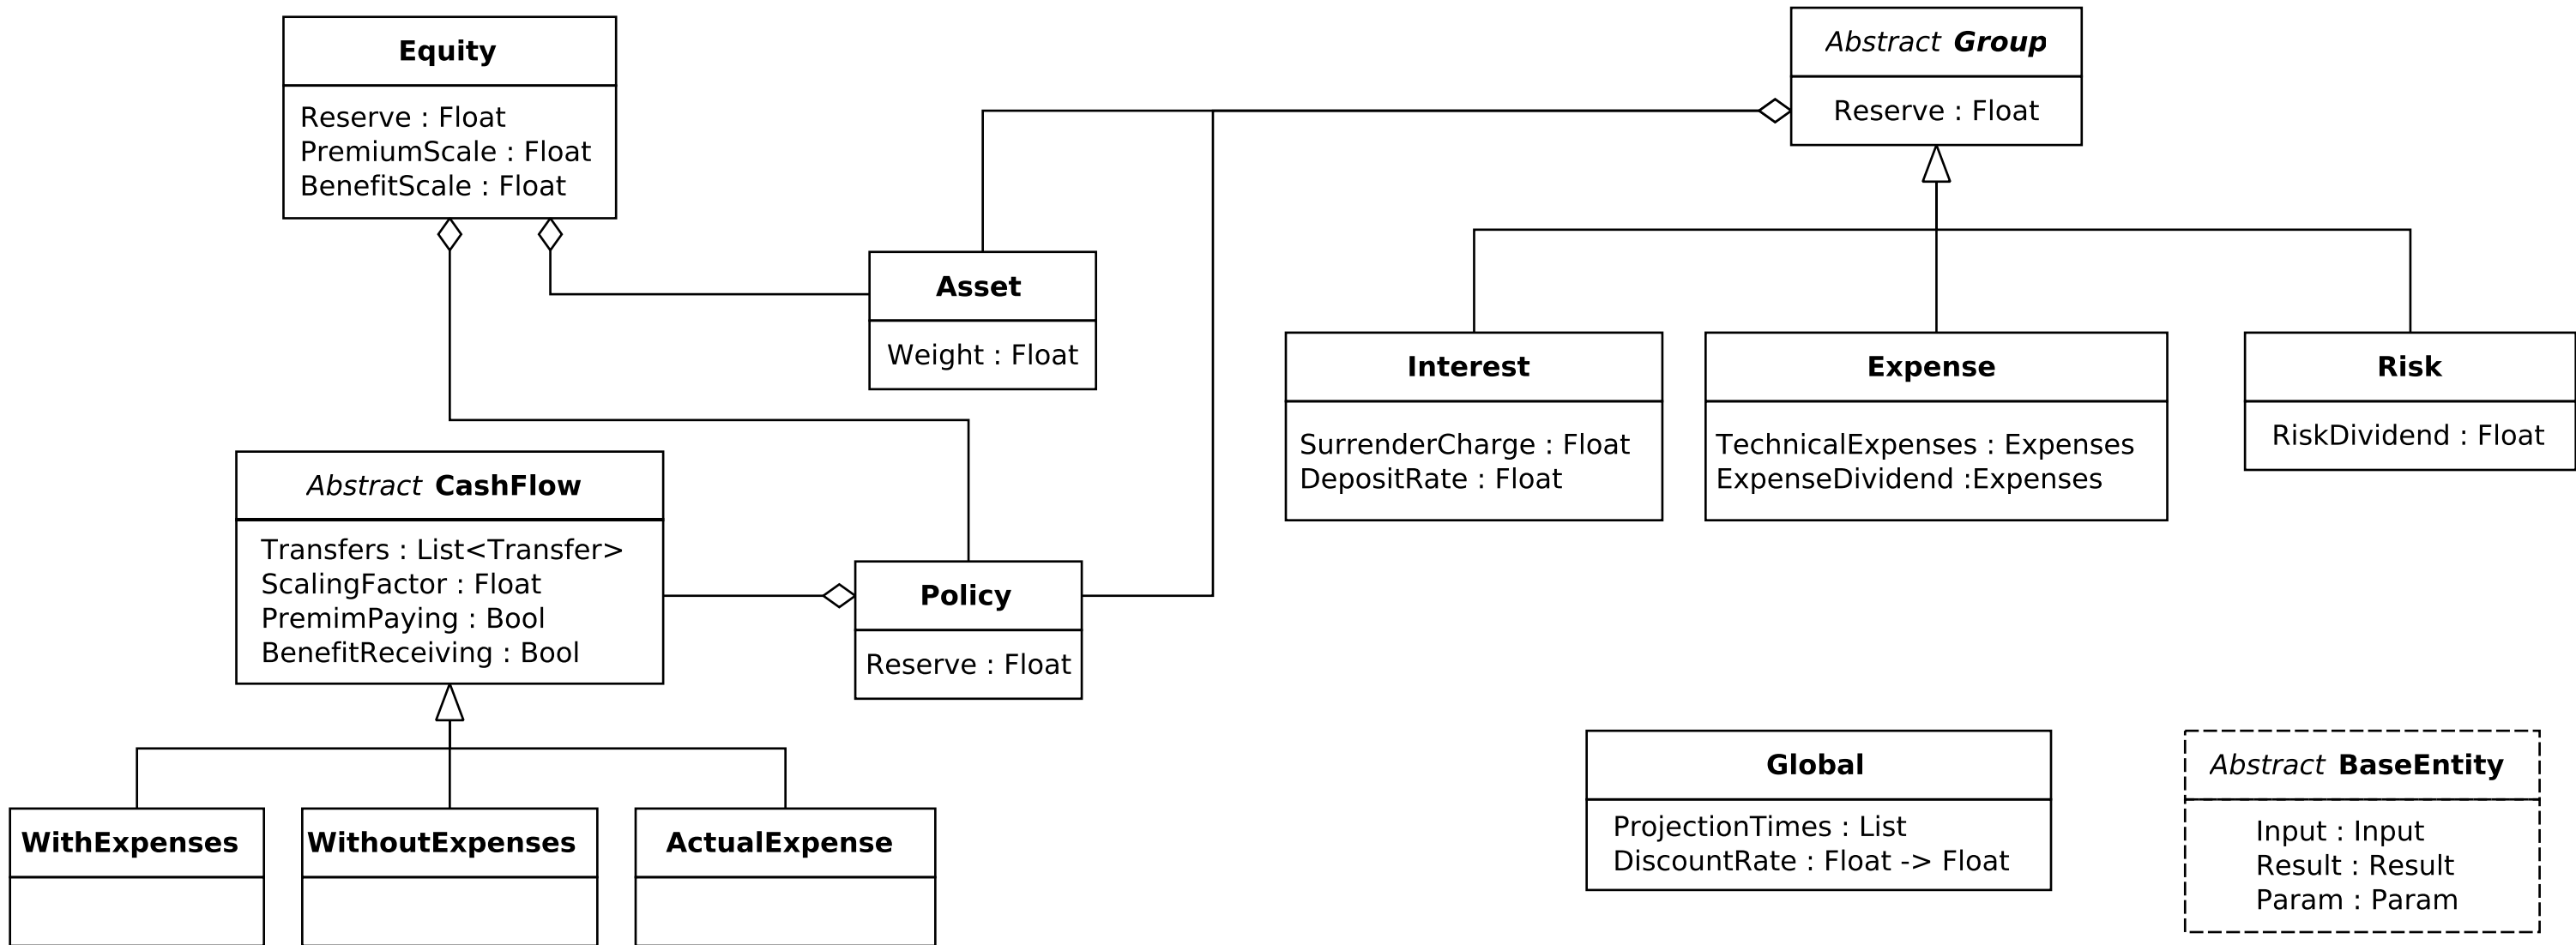 Equity
Reserve : Float
PremiumScale : Float
BenefitScale : Float
Abstract Group
Reserve : Float
Asset
Weight : Float
Interest
SurrenderCharge : Float
DepositRate : Float
Expense
TechnicalExpenses : Expenses
ExpenseDividend :Expenses
Risk
RiskDividend : Float
Abstract CashFlow
Transfers : List<Transfer>
ScalingFactor : Float
PremimPaying : Bool
BenefitReceiving : Bool
Policy
Reserve : Float
WithExpenses
WithoutExpenses
ActualExpense
Global
ProjectionTimes : List
DiscountRate : Float -> Float
Abstract BaseEntity
Input : Input
Result : Result
Param : Param